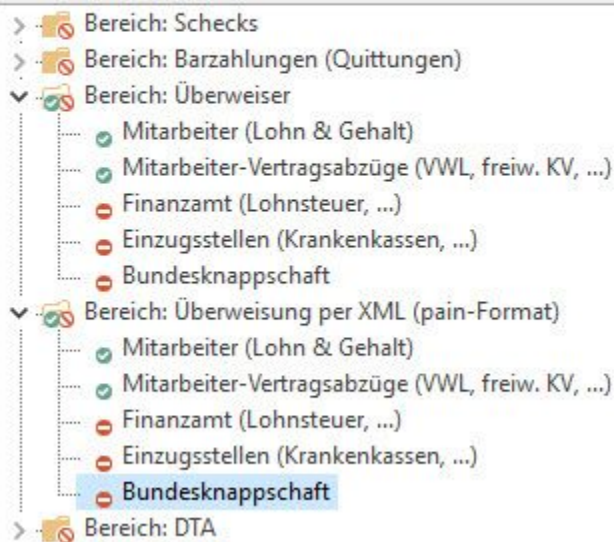 Bereich: Schecks
Bereich: Barzahlungen (Quittungen)
Bereich: Überweiser
Mitarbeiter (Lohn & Gehalt)
Mitarbeiter-Vertragsabzüge (VWL, freiw. KV, ...)
Finanzamt (Lohnsteuer, ...)
Einzugsstellen (Krankenkassen, ...)
Bundesknappschaft
Bereich: Überweisung per XML (pain-Format)
Mitarbeiter (Lohn & Gehalt)
Mitarbeiter-Vertragsabzüge (VWL, freiw. KV, ...)
Finanzamt (Lohnsteuer, ...)
Einzugsstellen (Krankenkassen, ...)
Bundesknappschaft
Bereich: DTA